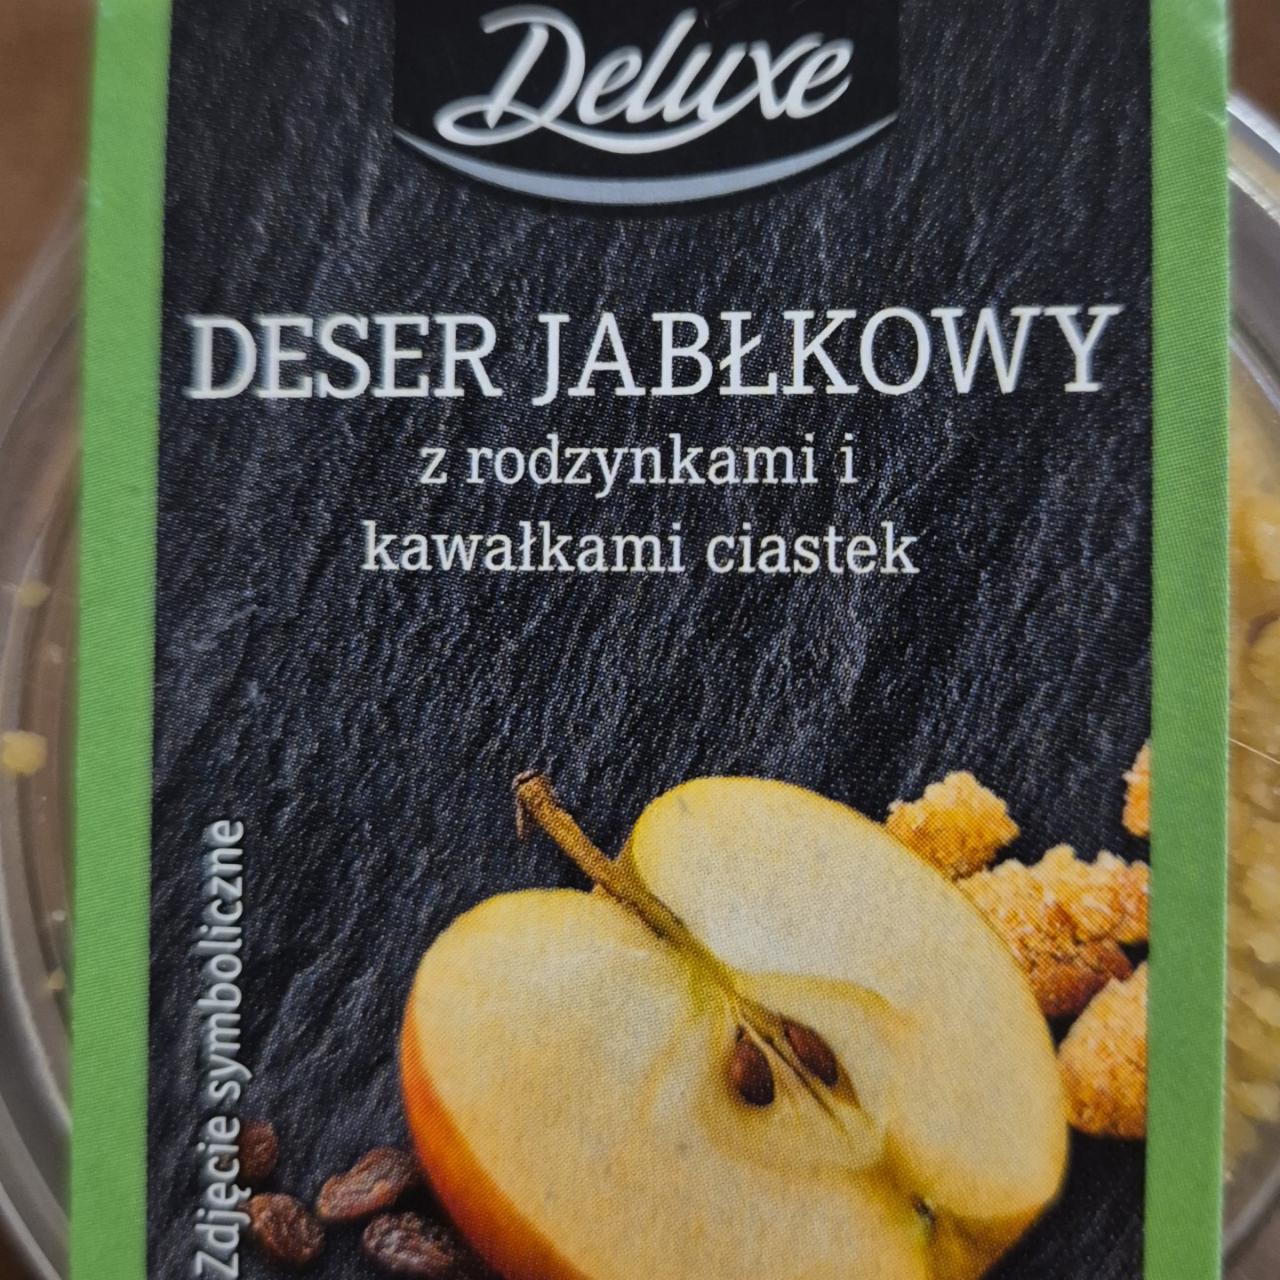 Deluxe
DESER JABŁKOWY
z rodzynkami i
kawałkami ciastek
Zdjęcie symboliczne